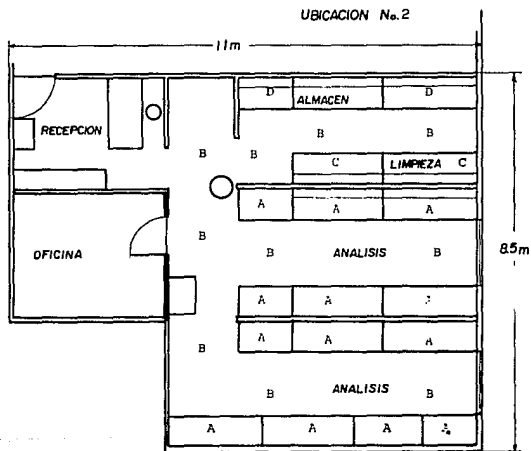 UBICACION No.2
11m
D D
ALMACEN
RECEPCION B B
B B
C LIMPIEZA C
A A A
B
OFICINA B ANALISIS B
8.5m
A A A
A A A
B
ANALISIS
B B
A A A A